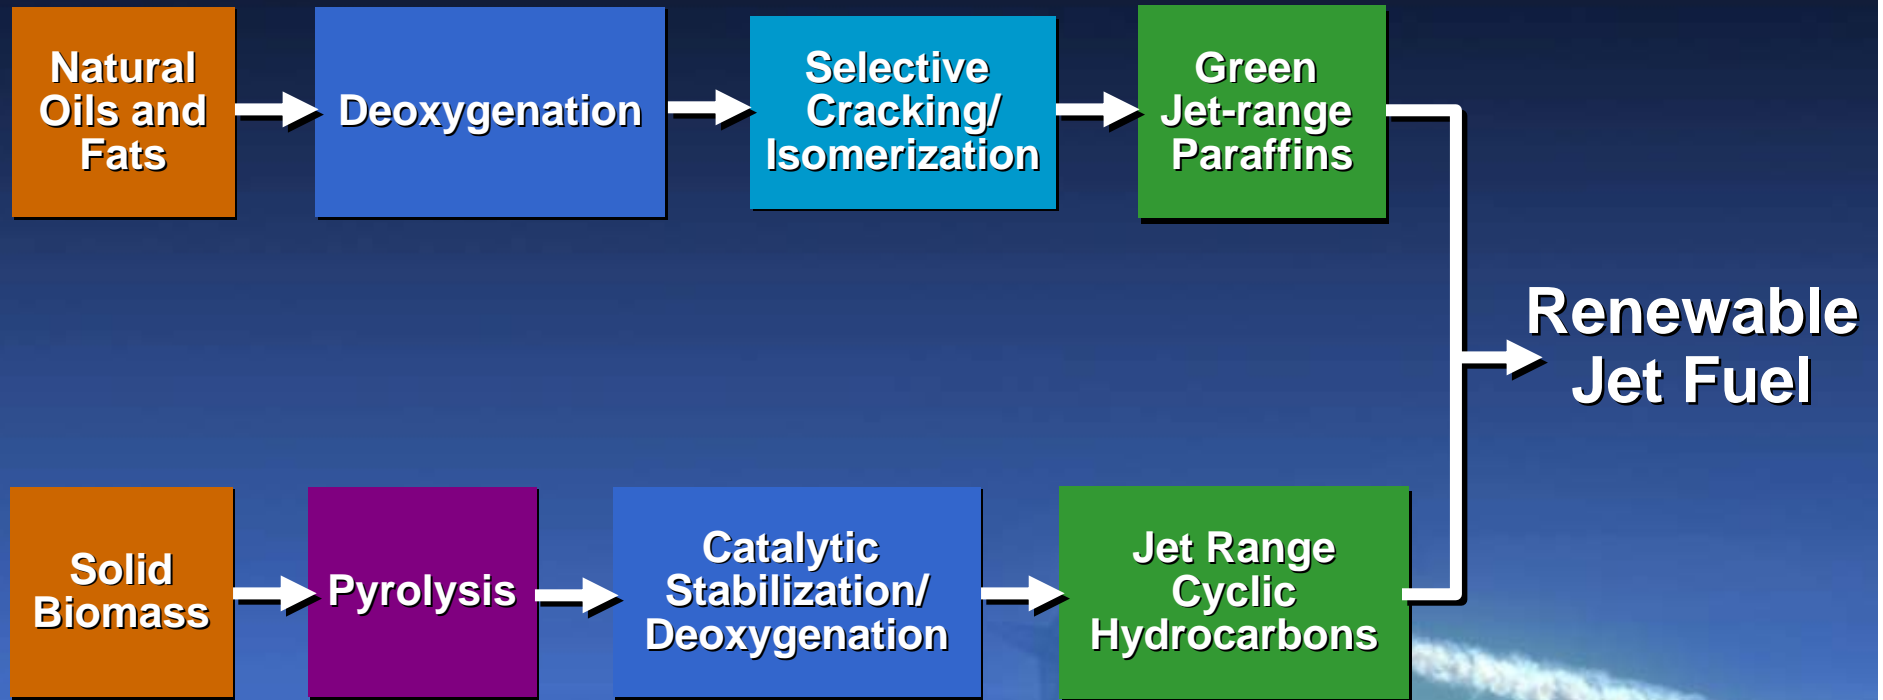 Natural
Oils and
Fats
Deoxygenation
Selective
Cracking/
Isomerization
Green
Jet-range
Paraffins
Renewable
Jet Fuel
Solid
Biomass
Pyrolysis
Catalytic
Stabilization/
Deoxygenation
Jet Range
Cyclic
Hydrocarbons